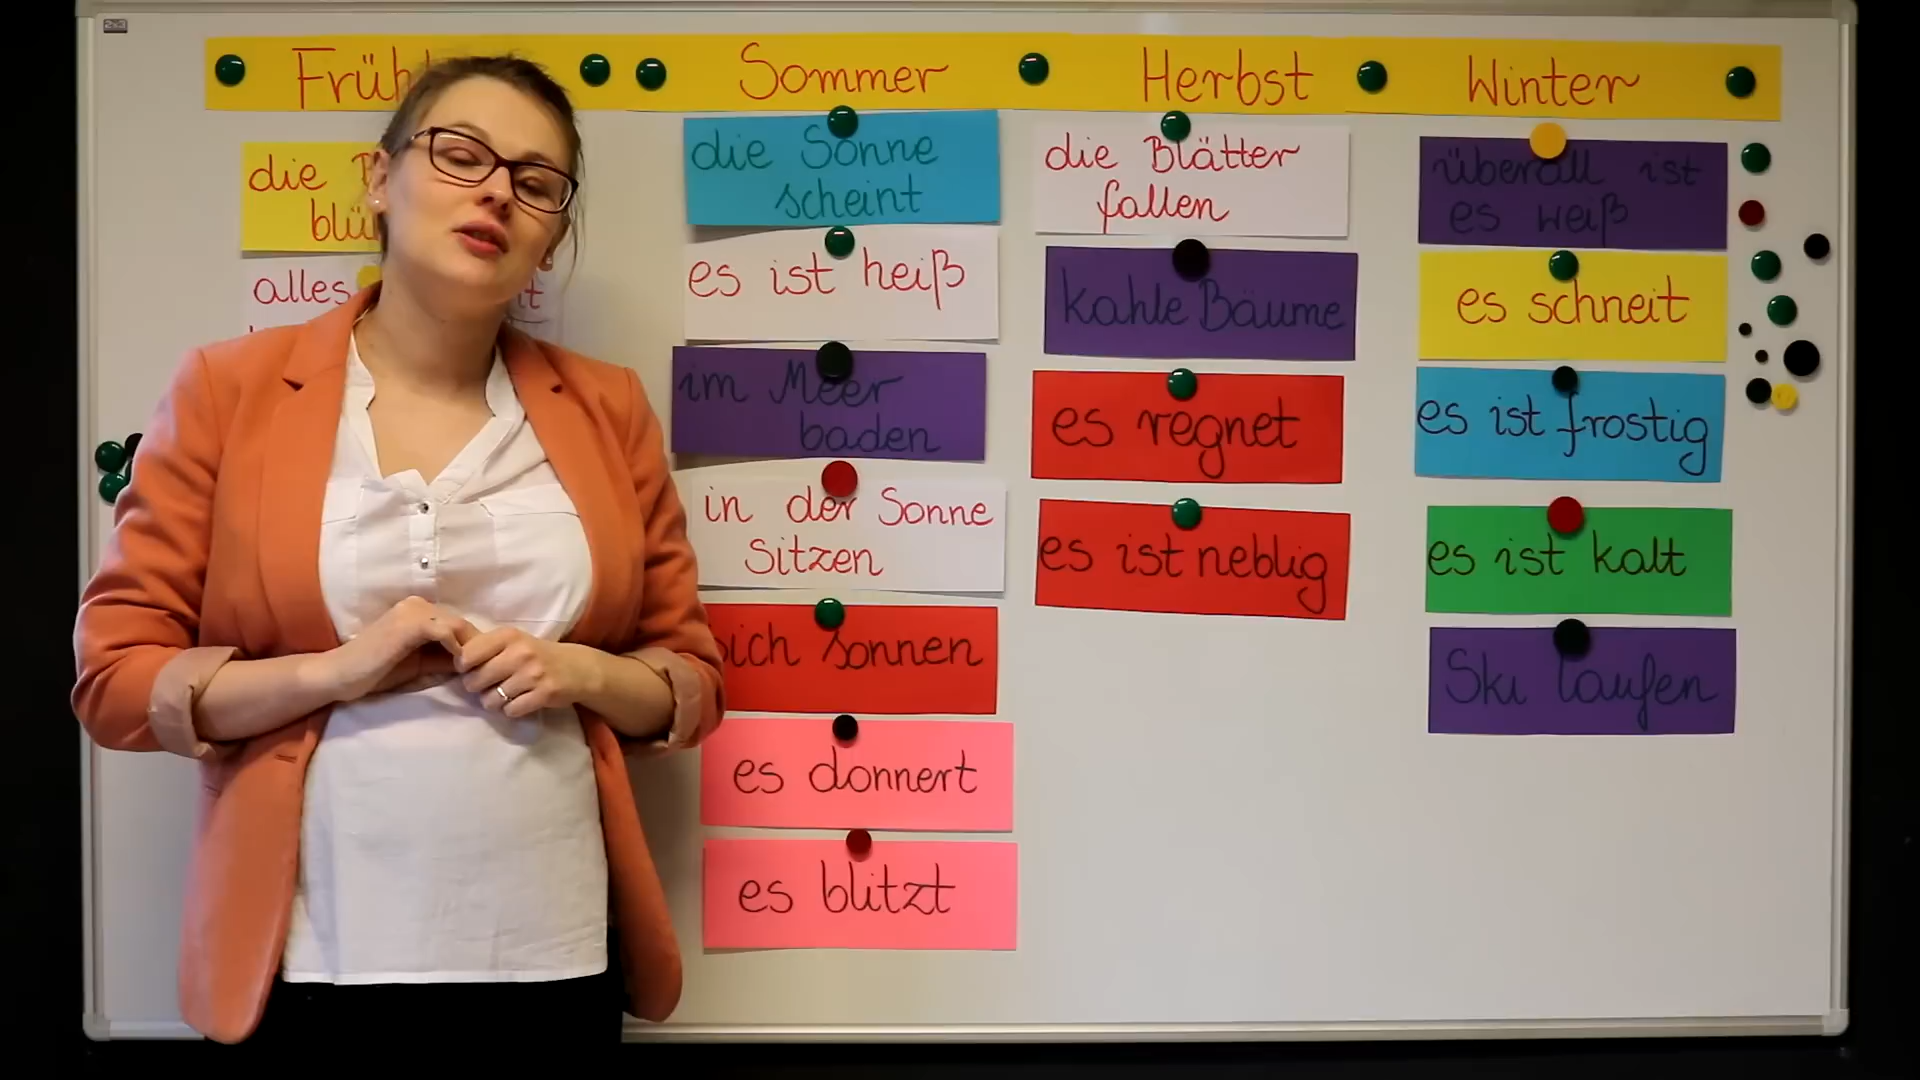 Sommer
Herbst
Winter
die
alles
die Sonne
scheint
es ist heiß
im Meer
baden
in der Sonne
sitzen
sich sonnen
es donnert
es blitzt
die Blätter
fallen
kahle Bäume
es regnet
es ist neblig
überall ist
es weiß
es schneit
es ist frostig
es ist kalt
Ski laufen